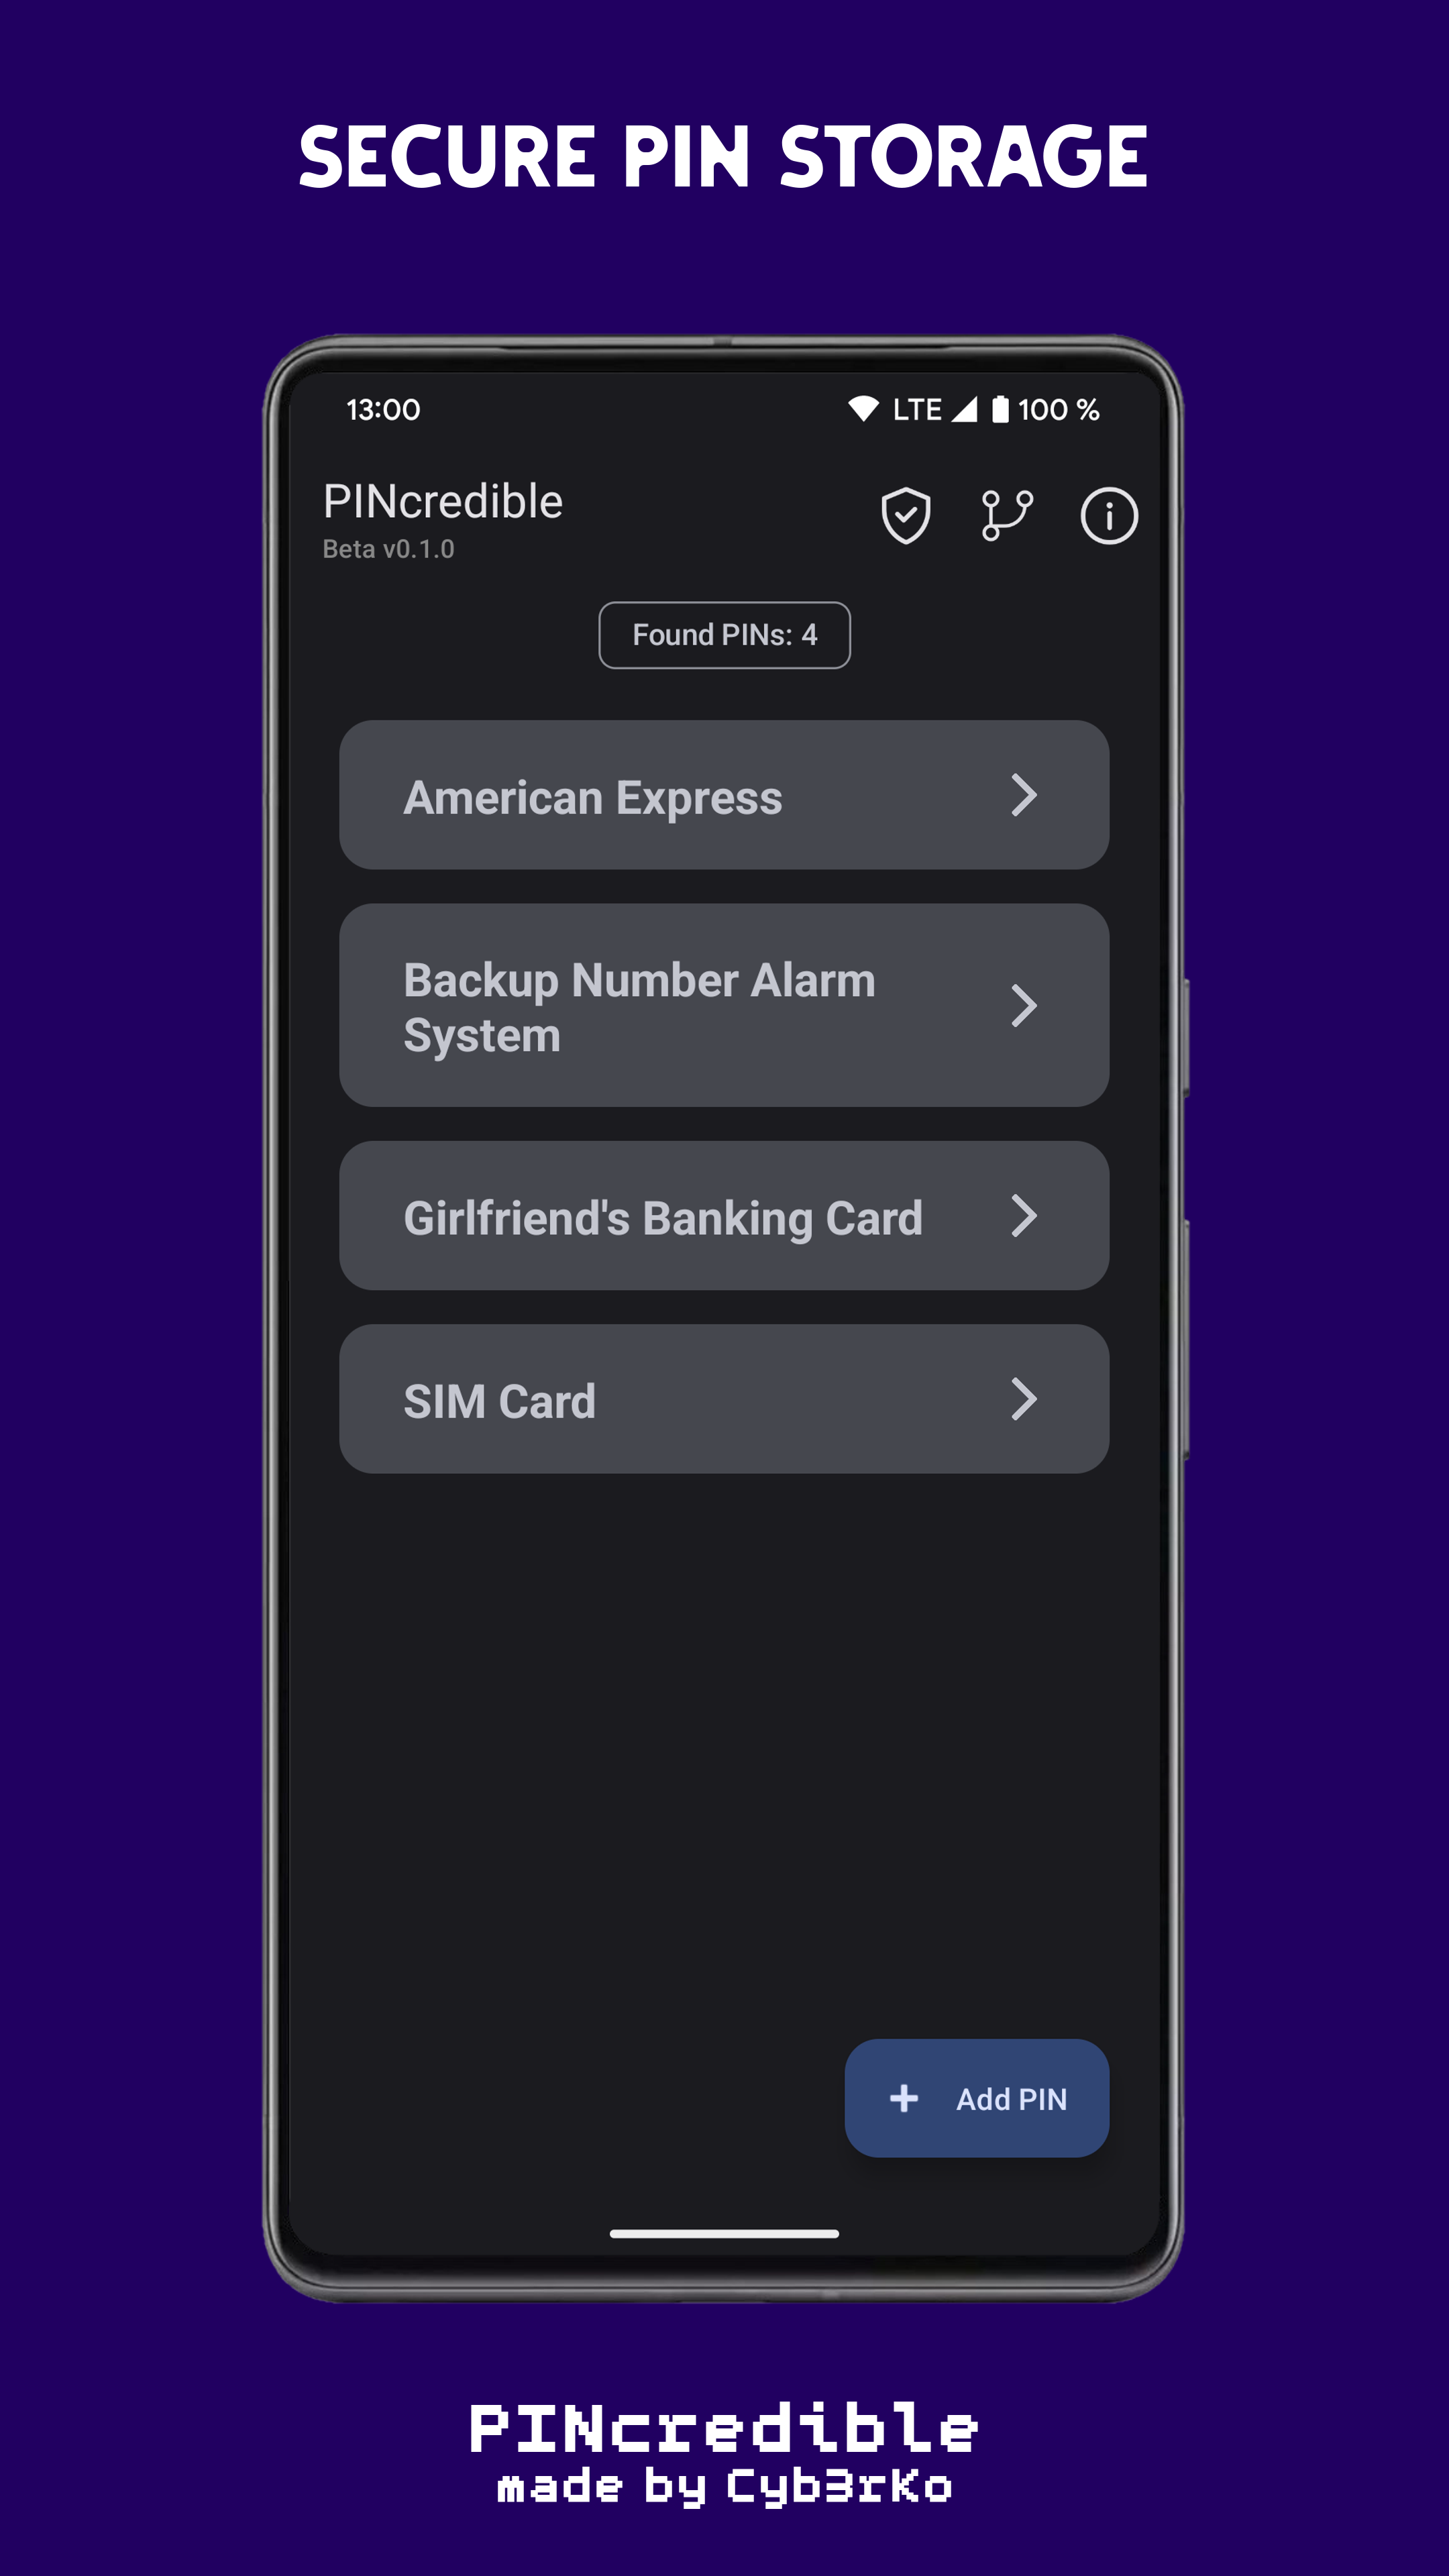 SECURE PIN STORAGE
13:00 LTE 100 %
PINcredible
Beta v0.1.0
Found PINs: 4
American Express
Backup Number Alarm
System
Girlfriend's Banking Card
SIM Card
+ Add PIN
PINcredible
made by Cyb3rKo